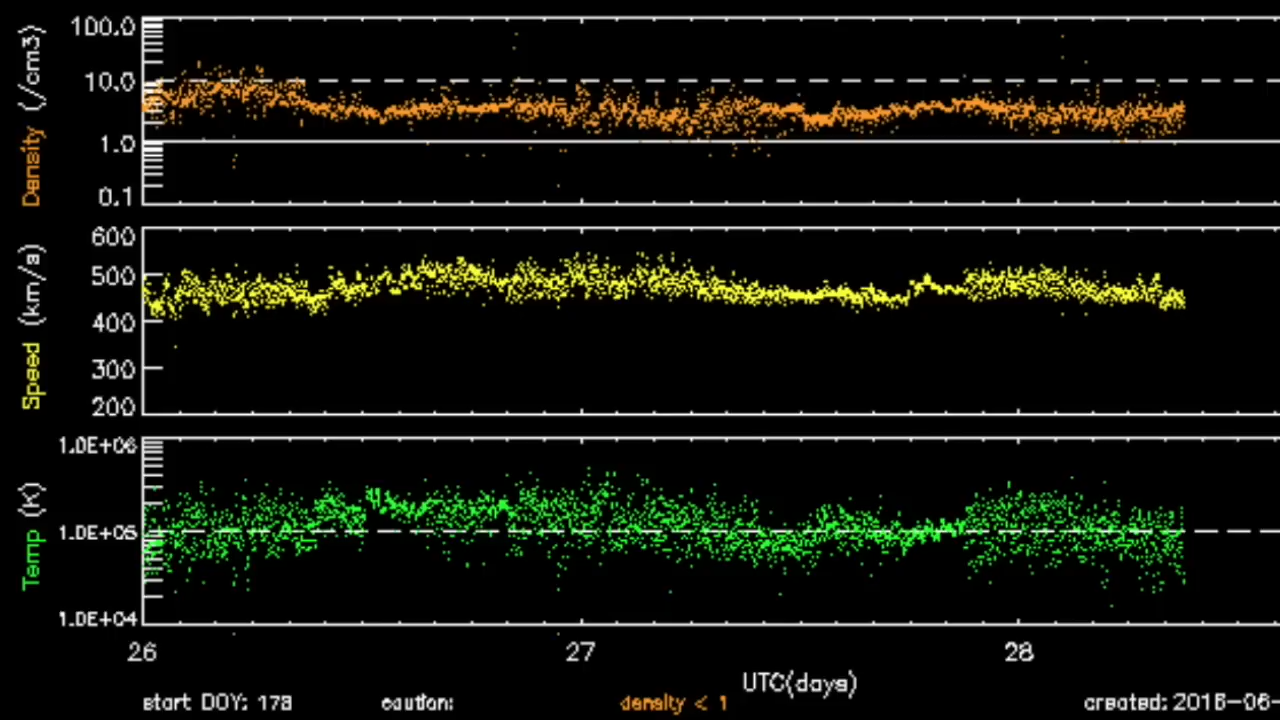 100.0
10.0
1.0
0.1
Density (/cm3)
600
500
400
300
200
Speed (km/s)
1.0E+06
1.0E+05
1.0E+04
Temp (K)
26 27 28
UTC(days)
start DOY: 178 caution: density < 1 created: 2016-06-